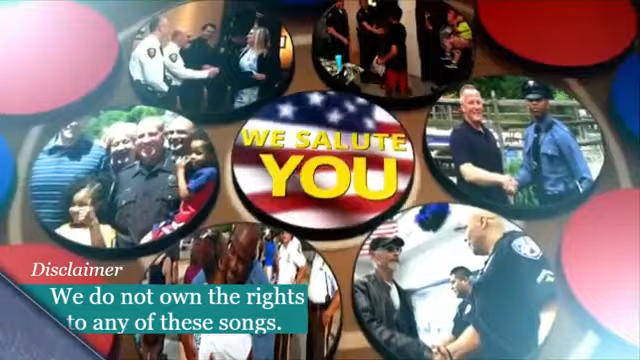 WE SALUTE
YOU
Disclaimer
We do not own the rights
to any of these songs.